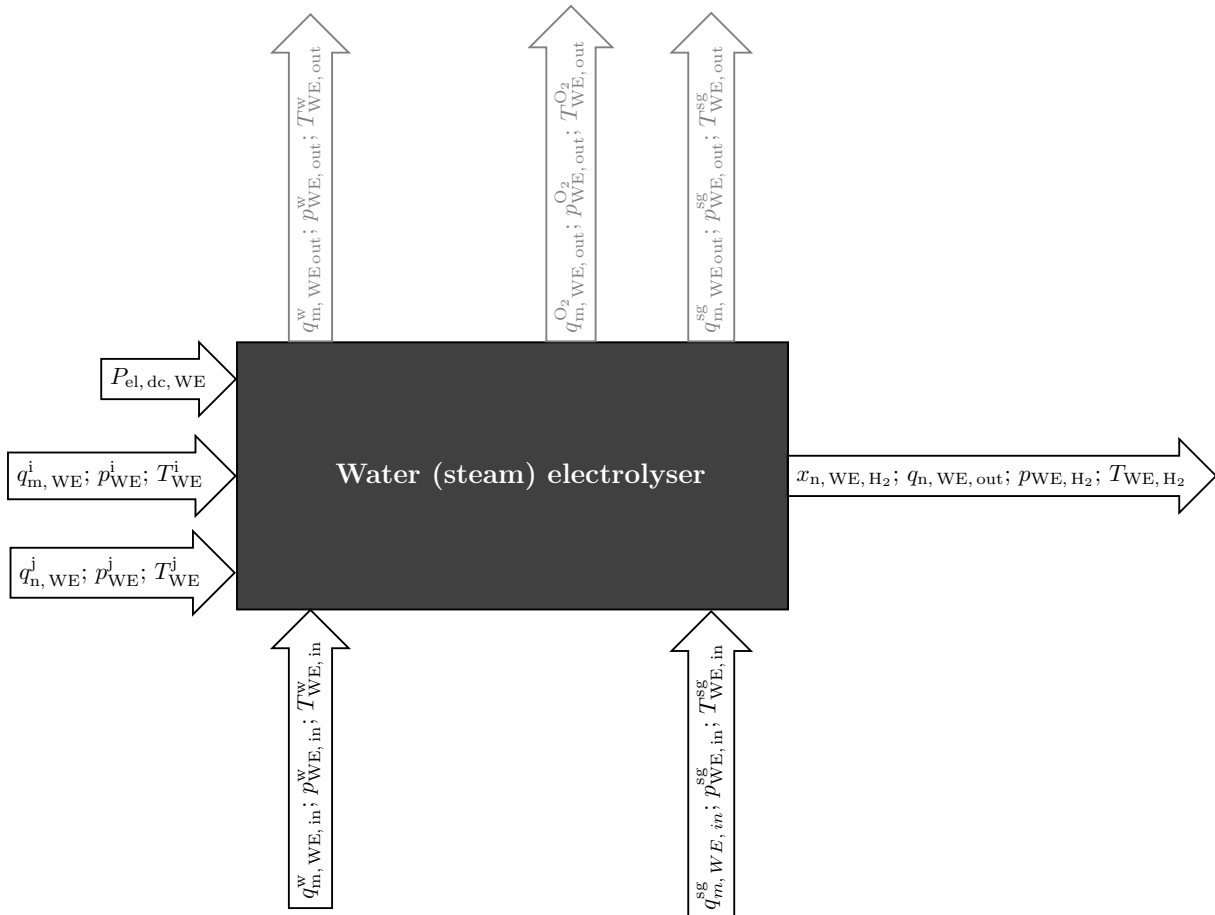 q^w_{m, WE out}; p^w_{WE, out}; T^w_{WE, out}
q^{O_2}_{m, WE, out}; p^{O_2}_{WE, out}; T^{O_2}_{WE, out}
q^{sg}_{m, WE out}; p^{sg}_{WE, out}; T^{sg}_{WE, out}
P_{el, dc, WE}
q^i_{m, WE}; p^i_{WE}; T^i_{WE}
Water (steam) electrolyser
x_{n, WE, H_2}; q_{n, WE, out}; p_{WE, H_2}; T_{WE, H_2}
q^j_{n, WE}; p^j_{WE}; T^j_{WE}
q^w_{m, WE, in}; p^w_{WE, in}; T^w_{WE, in}
q^{sg}_{m, WE, in}; p^{sg}_{WE, in}; T^{sg}_{WE, in}